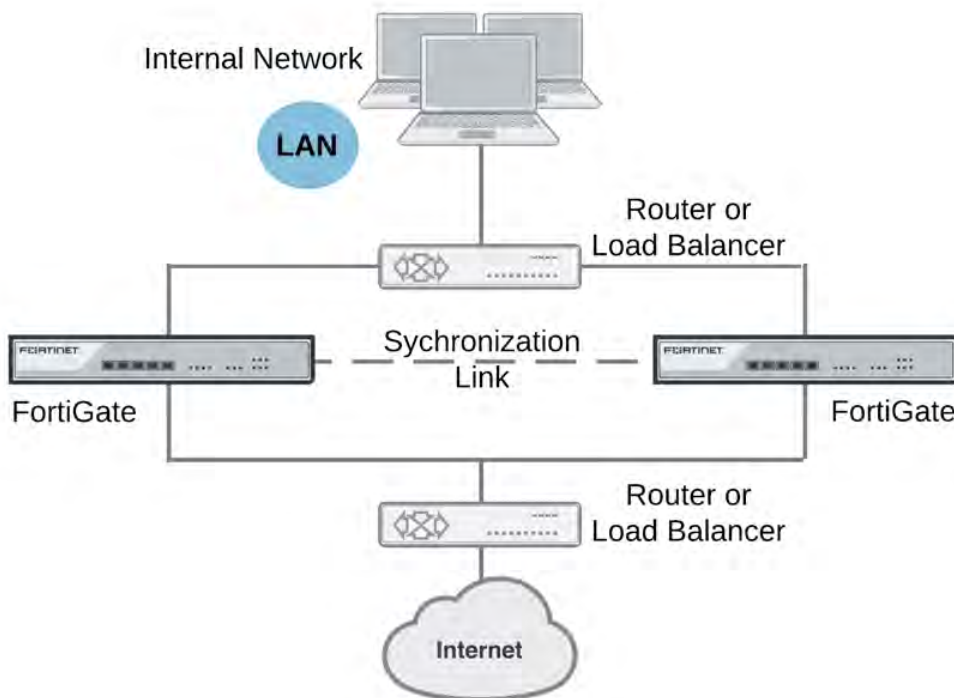 Internal Network
LAN
Router or
Load Balancer
FORTINET
Sychronization
Link
FORTINET
FortiGate
FortiGate
Router or
Load Balancer
Internet